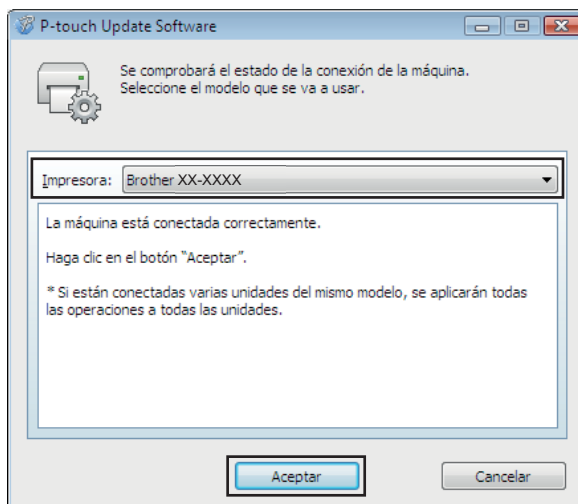 P-touch Update Software
Se comprobará el estado de la conexión de la máquina.
Seleccione el modelo que se va a usar.
Impresora: Brother XX-XXXX
La máquina está conectada correctamente.
Haga clic en el botón “Aceptar”.
* Si están conectadas varias unidades del mismo modelo, se aplicarán todas
las operaciones a todas las unidades.
Aceptar Cancelar